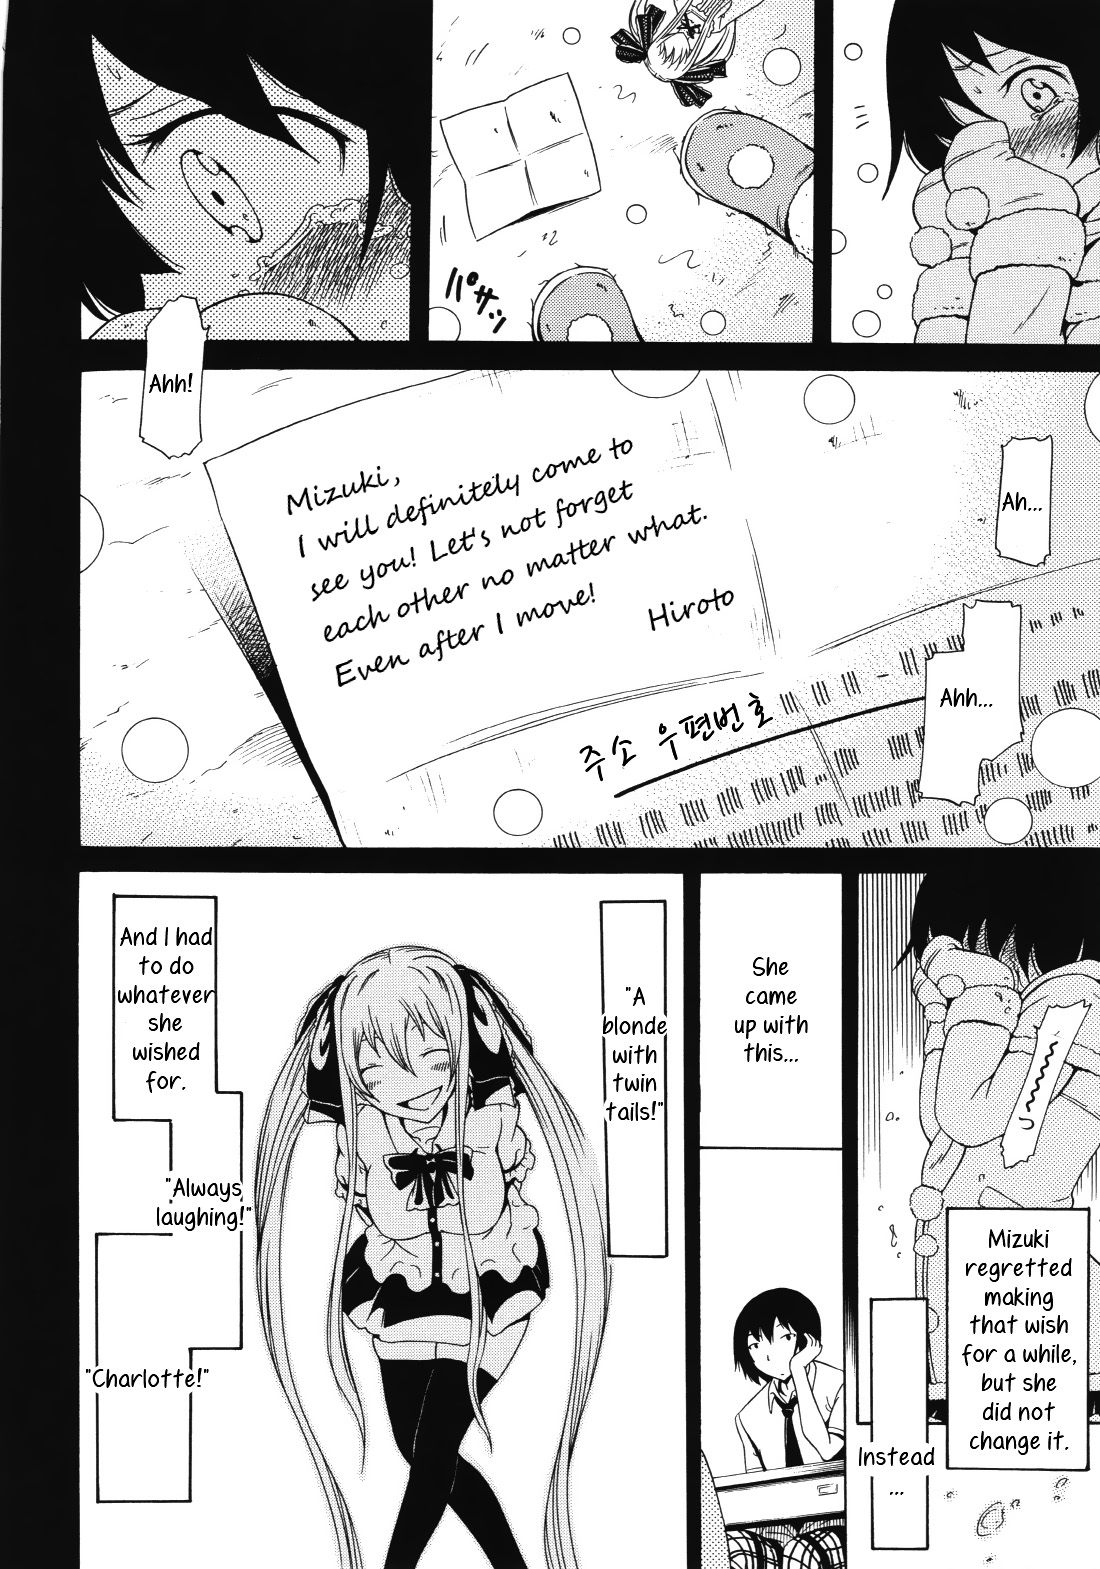 パサッ
Ahh!
Mizuki,
I will definitely come to
see you! Let's not forget
each other no matter what.
Even after I move!
Hiroto
주소 우편번호
Ah...
Ahh...
Mizuki
regretted
making
that wish
for a while,
but she
did not
change it.
Instead
...
She
came
up with
this...
"A
blonde
with
twin
tails!"
And I had
to do
whatever
she
wished
for.
"Always
laughing!"
"Charlotte!"